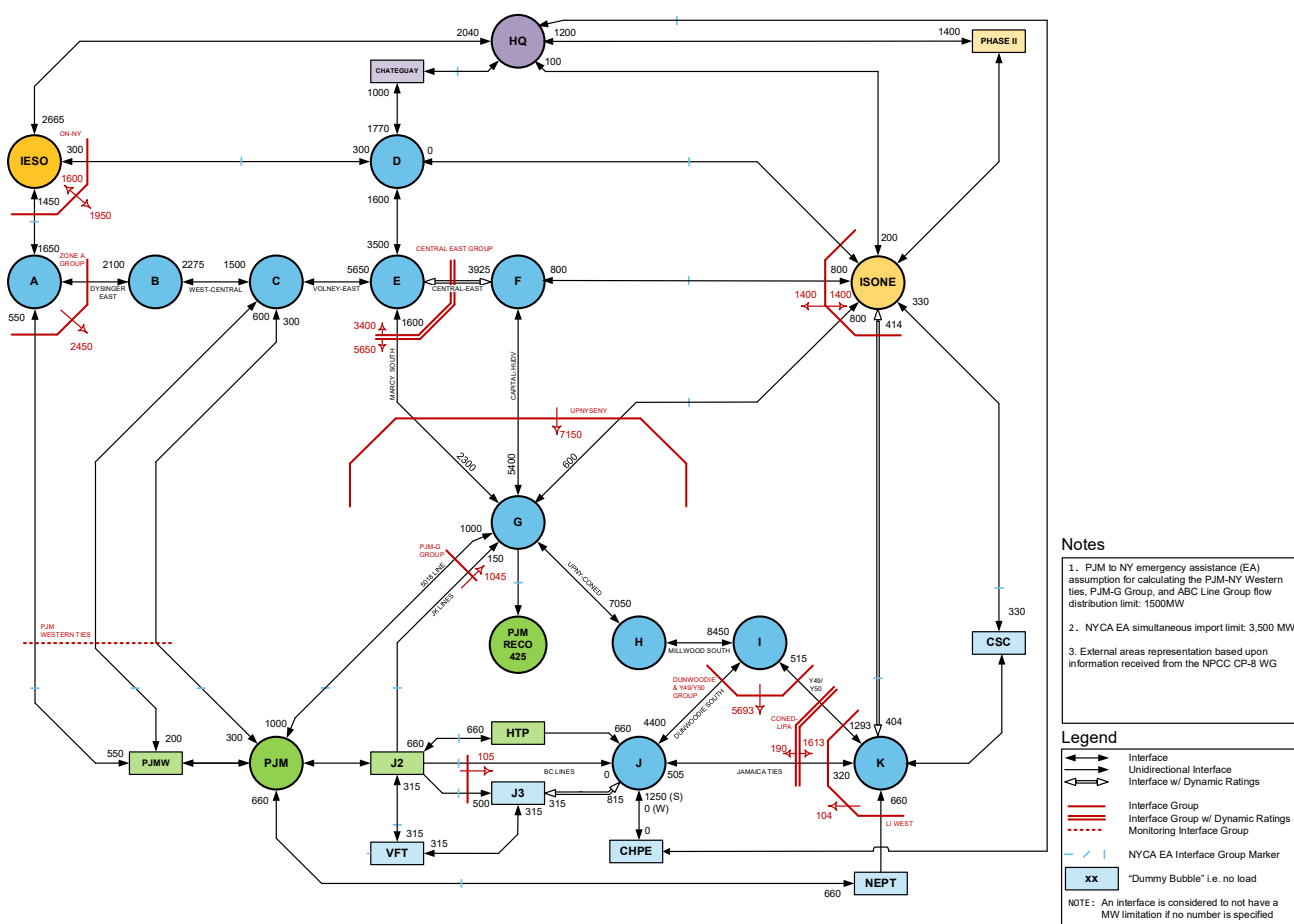 HQ
2040
1200
1400
PHASE II
100
CHATEGUAY
1000
1770
2665
ON-NY
IESO
300
300
D
0
1600
1450
1950
1600
200
1650
ZONE A
GROUP
3500
CENTRAL EAST GROUP
A
2100
DYSINGER
EAST
B
2275
WEST-CENTRAL
1500
C
5650
VOLNEY-EAST
E
3925
CENTRAL-EAST
F
800
800
ISONE
330
550
2450
600
300
3400
5650
1600
1400
1400
800
414
MARCY SOUTH
CAPITAL-HUDV
UPNYSENY
7150
2300
5400
600
G
1000
PJM-G
GROUP
150
1045
5018 LINE
JK LINES
UPNY-CONED
PJM
WESTERN TIES
PJM
RECO
425
7050
H
8450
MILLWOOD SOUTH
I
515
Y49/
Y50
DUNWOODIE
& Y49/Y50
GROUP
5693
DUNWOODIE SOUTH
CONED-
LIPA
330
CSC
1293
404
550
200
PJMW
1000
300
PJM
660
660
HTP
660
4400
J2
105
BC LINES
0
J
505
JAMAICA TIES
190
1613
320
K
315
500
J3
315
815
315
1250 (S)
0 (W)
104
660
LI WEST
315
VFT
315
0
CHPE
660
NEPT
Notes
1. PJM to NY emergency assistance (EA)
assumption for calculating the PJM-NY Western
ties, PJM-G Group, and ABC Line Group flow
distribution limit: 1500MW
2. NYCA EA simultaneous import limit: 3,500 MW
3. External areas representation based upon
information received from the NPCC CP-8 WG
Legend
Interface
Unidirectional Interface
Interface w/ Dynamic Ratings
Interface Group
Interface Group w/ Dynamic Ratings
Monitoring Interface Group
NYCA EA Interface Group Marker
xx
"Dummy Bubble" i.e. no load
NOTE: An interface is considered to not have a
MW limitation if no number is specified